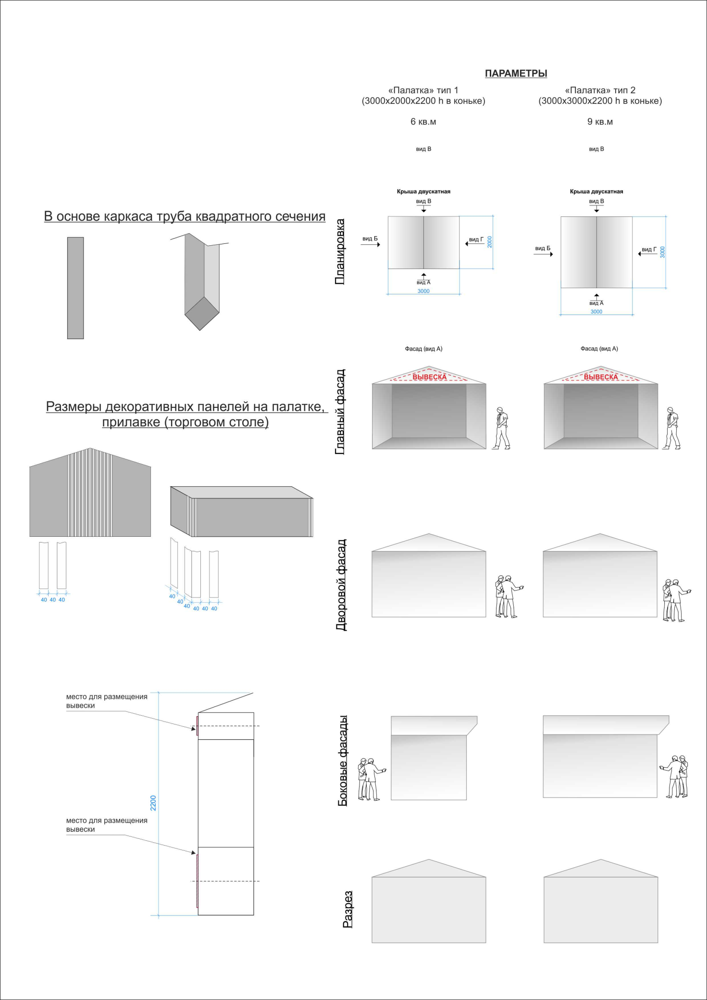 ПАРАМЕТРЫ
«Палатка» тип 1
(3000х2000х2200 h в коньке)
6 кв.м
вид В
«Палатка» тип 2
(3000х3000х2200 h в коньке)
9 кв.м
вид В
В основе каркаса труба квадратного сечения
Планировка
Крыша двускатная
вид В
вид Б
вид Г
2000
вид А
3000
Крыша двускатная
вид В
вид Б
вид Г
3000
вид А
3000
Главный фасад
Фасад (вид А)
ВЫВЕСКА
Фасад (вид А)
ВЫВЕСКА
Размеры декоративных панелей на палатке,
прилавке (торговом столе)
40 40 40
40
40
40
40 40 40
Дворовой фасад
место для размещения
вывески
2200
место для размещения
вывески
Боковые фасады
Разрез